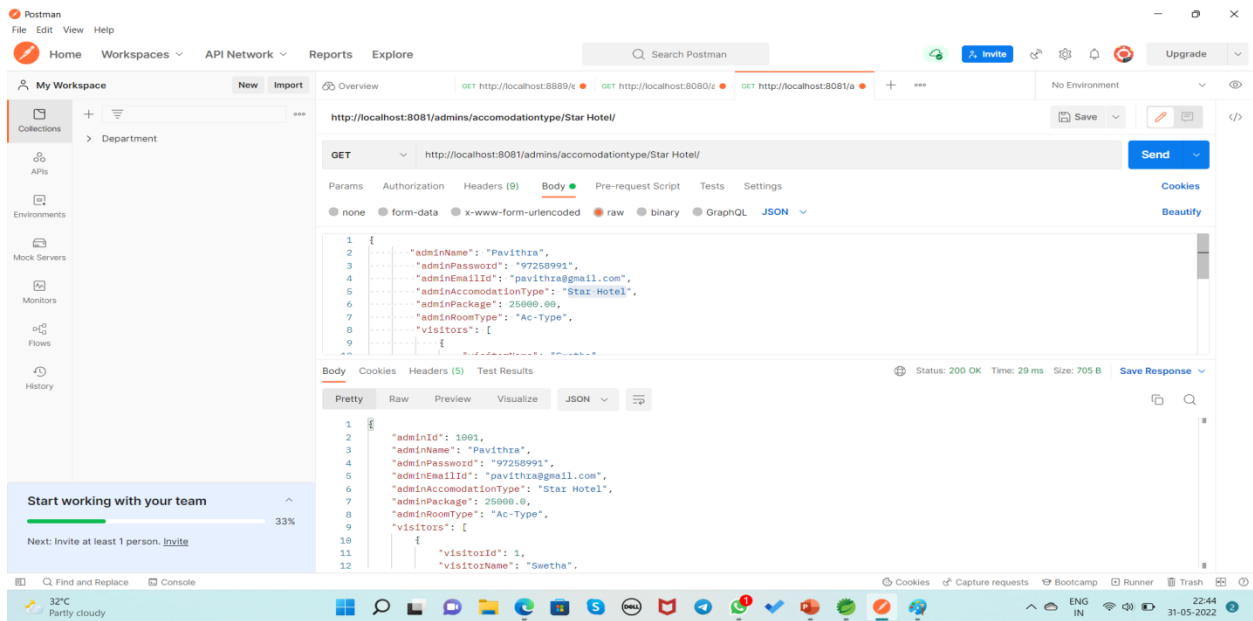 Postman
File Edit View Help
Home Workspaces API Network Reports Explore Search Postman Invite Upgrade
My Workspace New Import Overview GET http://localhost:8889/e GET http://localhost:8080/a GET http://localhost:8081/a No Environment
Collections
APIs
Environments
Mock Servers
Monitors
Flows
History
Department
http://localhost:8081/admins/accomodationtype/Star Hotel/ Save
GET http://localhost:8081/admins/accomodationtype/Star Hotel/ Send
Params Authorization Headers (9) Body Pre-request Script Tests Settings Cookies
none form-data x-www-form-urlencoded raw binary GraphQL JSON Beautify
1 {
2 "adminName": "Pavithra",
3 "adminPassword": "97258991",
4 "adminEmailId": "pavithra@gmail.com",
5 "adminAccomodationType": "Star Hotel",
6 "adminPackage": 25000.00,
7 "adminRoomType": "Ac-Type",
8 "visitors": [
9 {
Body Cookies Headers (5) Test Results Status: 200 OK Time: 29 ms Size: 705 B Save Response
Pretty Raw Preview Visualize JSON
1 {
2 "adminId": 1001,
3 "adminName": "Pavithra",
4 "adminPassword": "97258991",
5 "adminEmailId": "pavithra@gmail.com",
6 "adminAccomodationType": "Star Hotel",
7 "adminPackage": 25000.0,
8 "adminRoomType": "Ac-Type",
9 "visitors": [
10 {
11 "visitorId": 1,
12 "visitorName": "Swetha",
Start working with your team
33%
Next: Invite at least 1 person. Invite
Find and Replace Console Cookies Capture requests Bootcamp Runner Trash
32°C
Partly cloudy
ENG
IN
22:44
31-05-2022
2